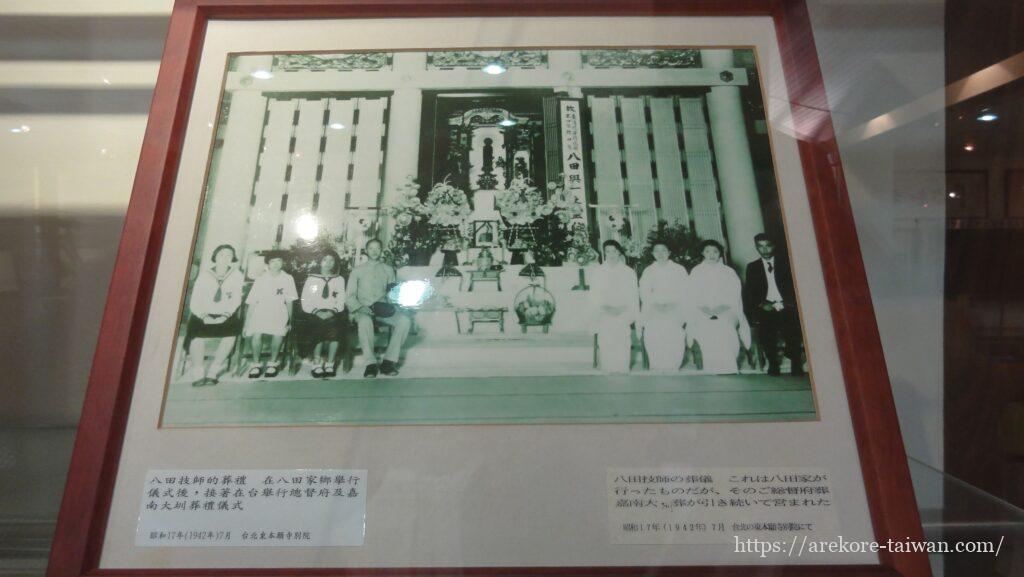 八田與一
八田技師的葬禮　在八田家鄉舉行
儀式後，接著在台舉行總督府及嘉
南大圳葬禮儀式
昭和17年(1942年)7月　台北東本願寺別院
八田技師の葬儀　これは八田家が
行ったものだが、そのご総督府葬
嘉南大圳葬が引き続いて営まれた
昭和17年（1942年）7月　台北の東本願寺別院にて
https://arekore-taiwan.com/